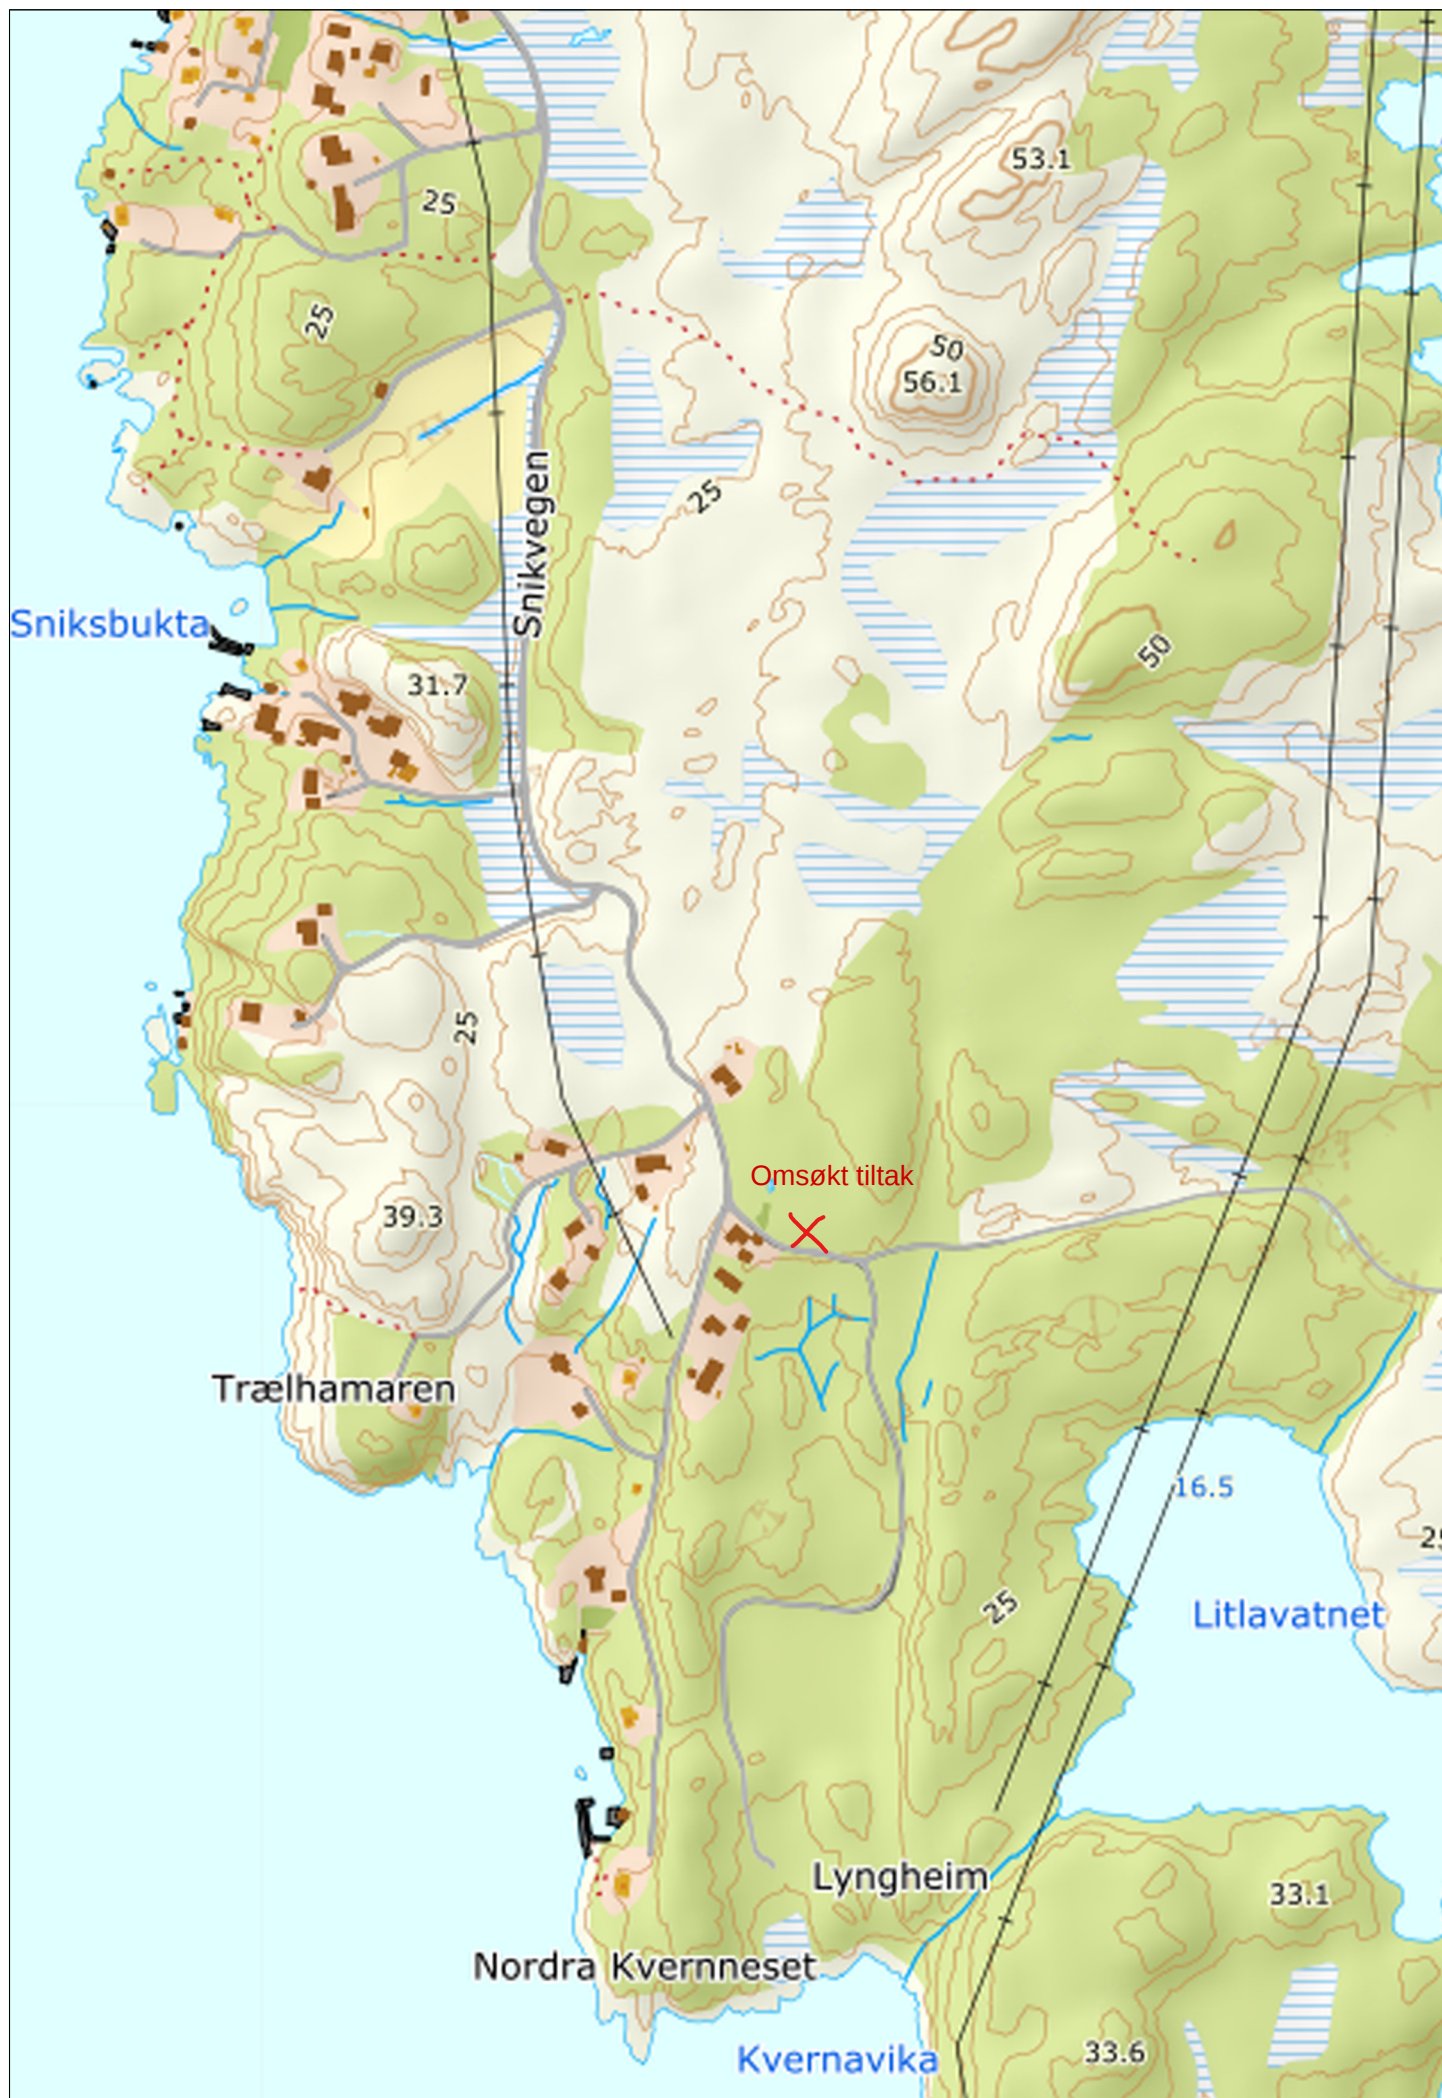 53.1
25
25
50
56.1
25
Snikvegen
Sniksbukta
50
31.7
25
Omsøkt tiltak
39.3
Trælhamaren
16.5
25
25
Litlavatnet
Lyngheim
33.1
Nordra Kvernneset
33.6
Kvernavika